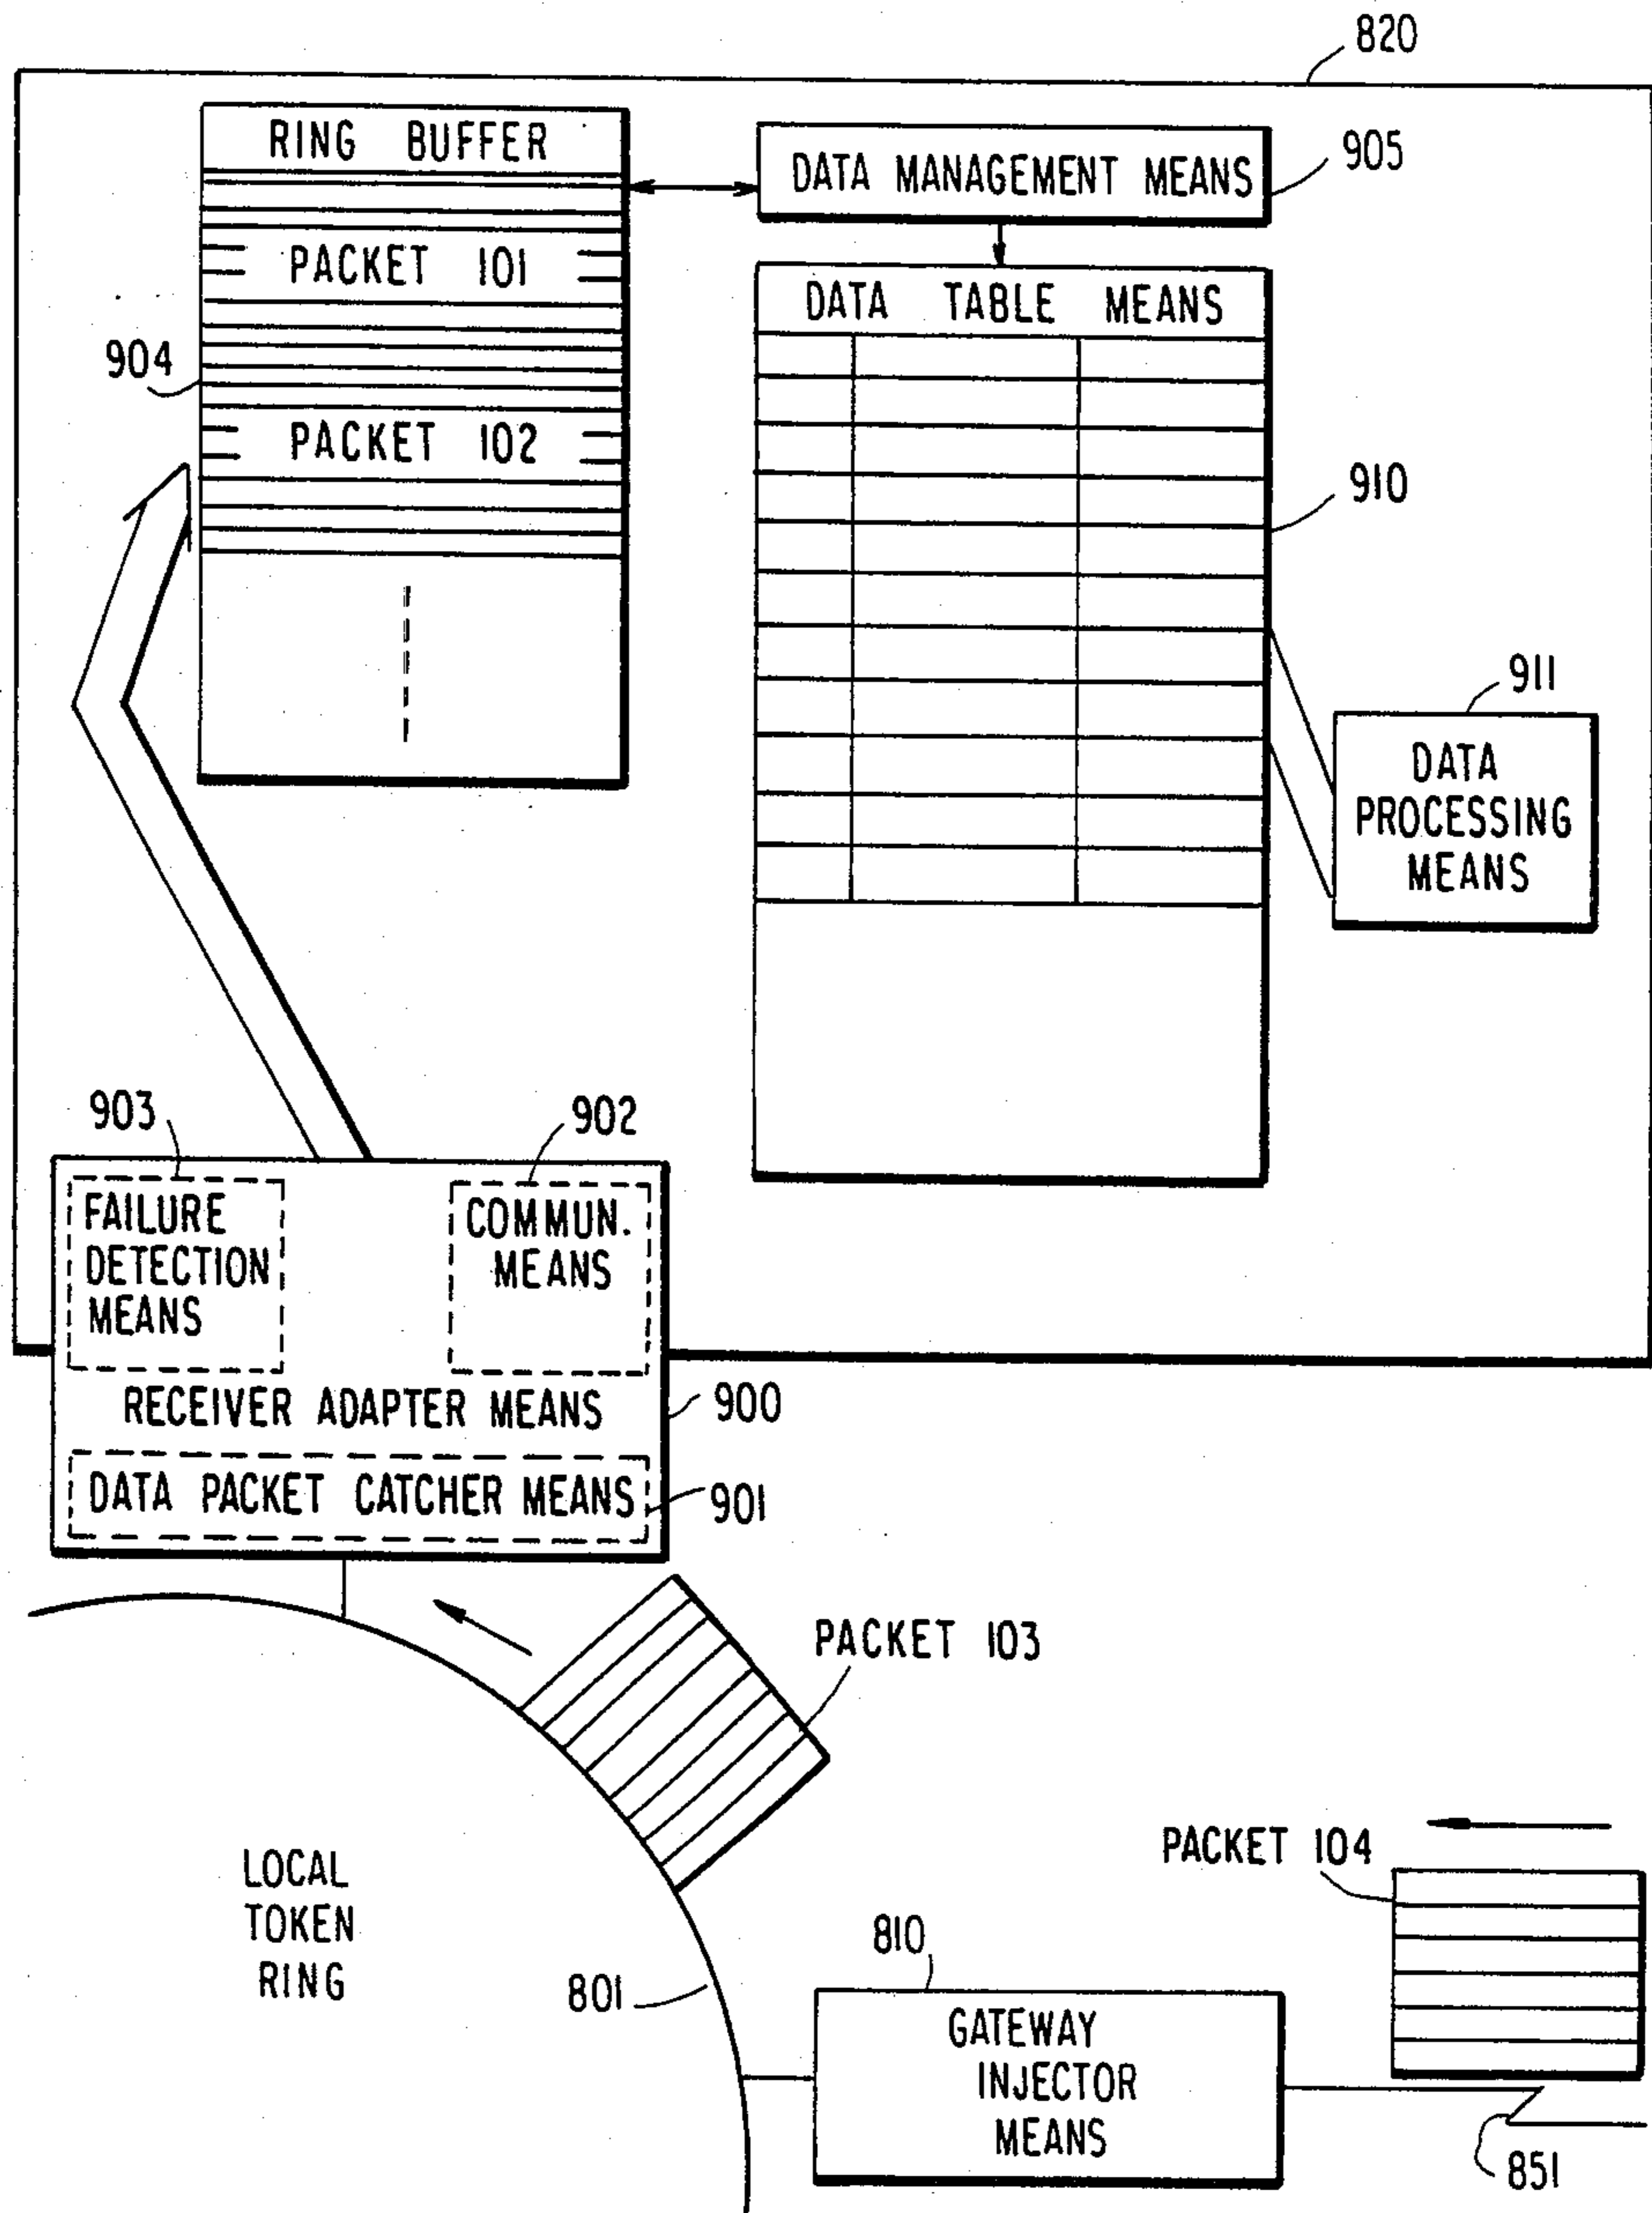 820
RING BUFFER
DATA MANAGEMENT MEANS
905
PACKET 101
DATA TABLE MEANS
904
PACKET 102
910
911
DATA
PROCESSING
MEANS
903
902
FAILURE
DETECTION
MEANS
COMMUN.
MEANS
RECEIVER ADAPTER MEANS
900
DATA PACKET CATCHER MEANS
901
PACKET 103
PACKET 104
LOCAL
TOKEN
RING
801
810
GATEWAY
INJECTOR
MEANS
851